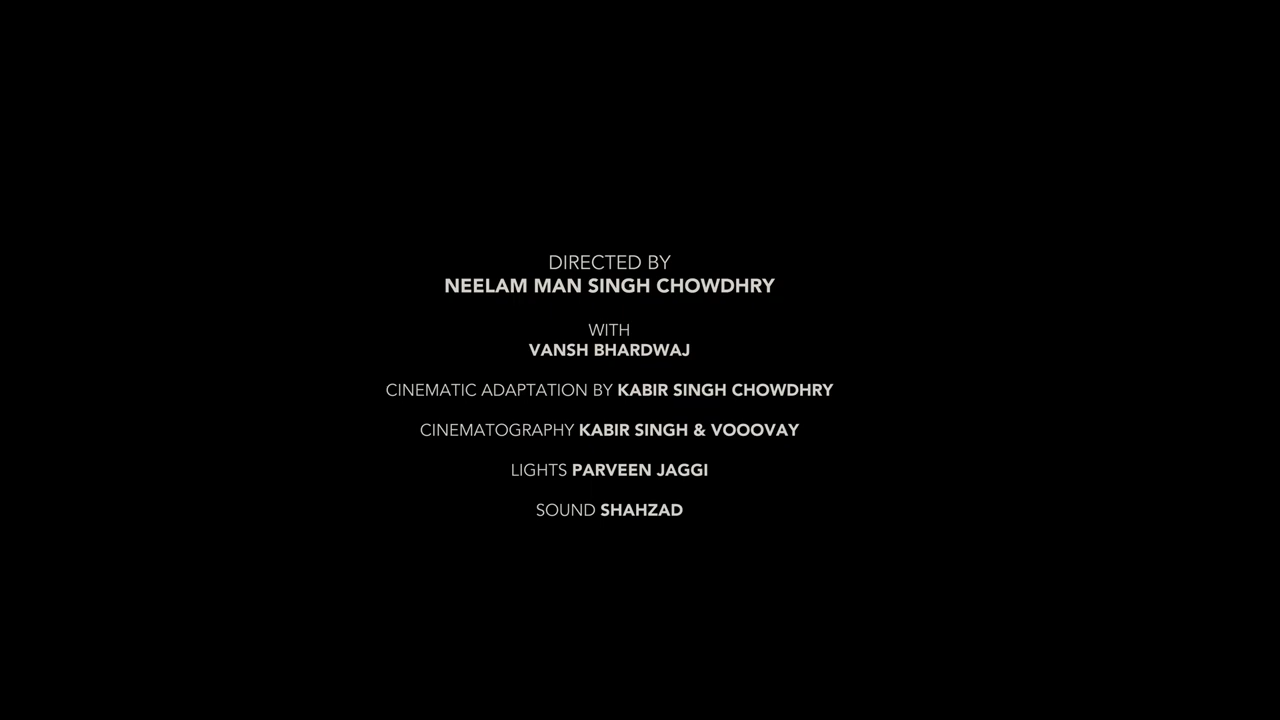 DIRECTED BY
NEELAM MAN SINGH CHOWDHRY
WITH
VANSH BHARDWAJ
CINEMATIC ADAPTATION BY KABIR SINGH CHOWDHRY
CINEMATOGRAPHY KABIR SINGH & VOOOVAY
LIGHTS PARVEEN JAGGI
SOUND SHAHZAD